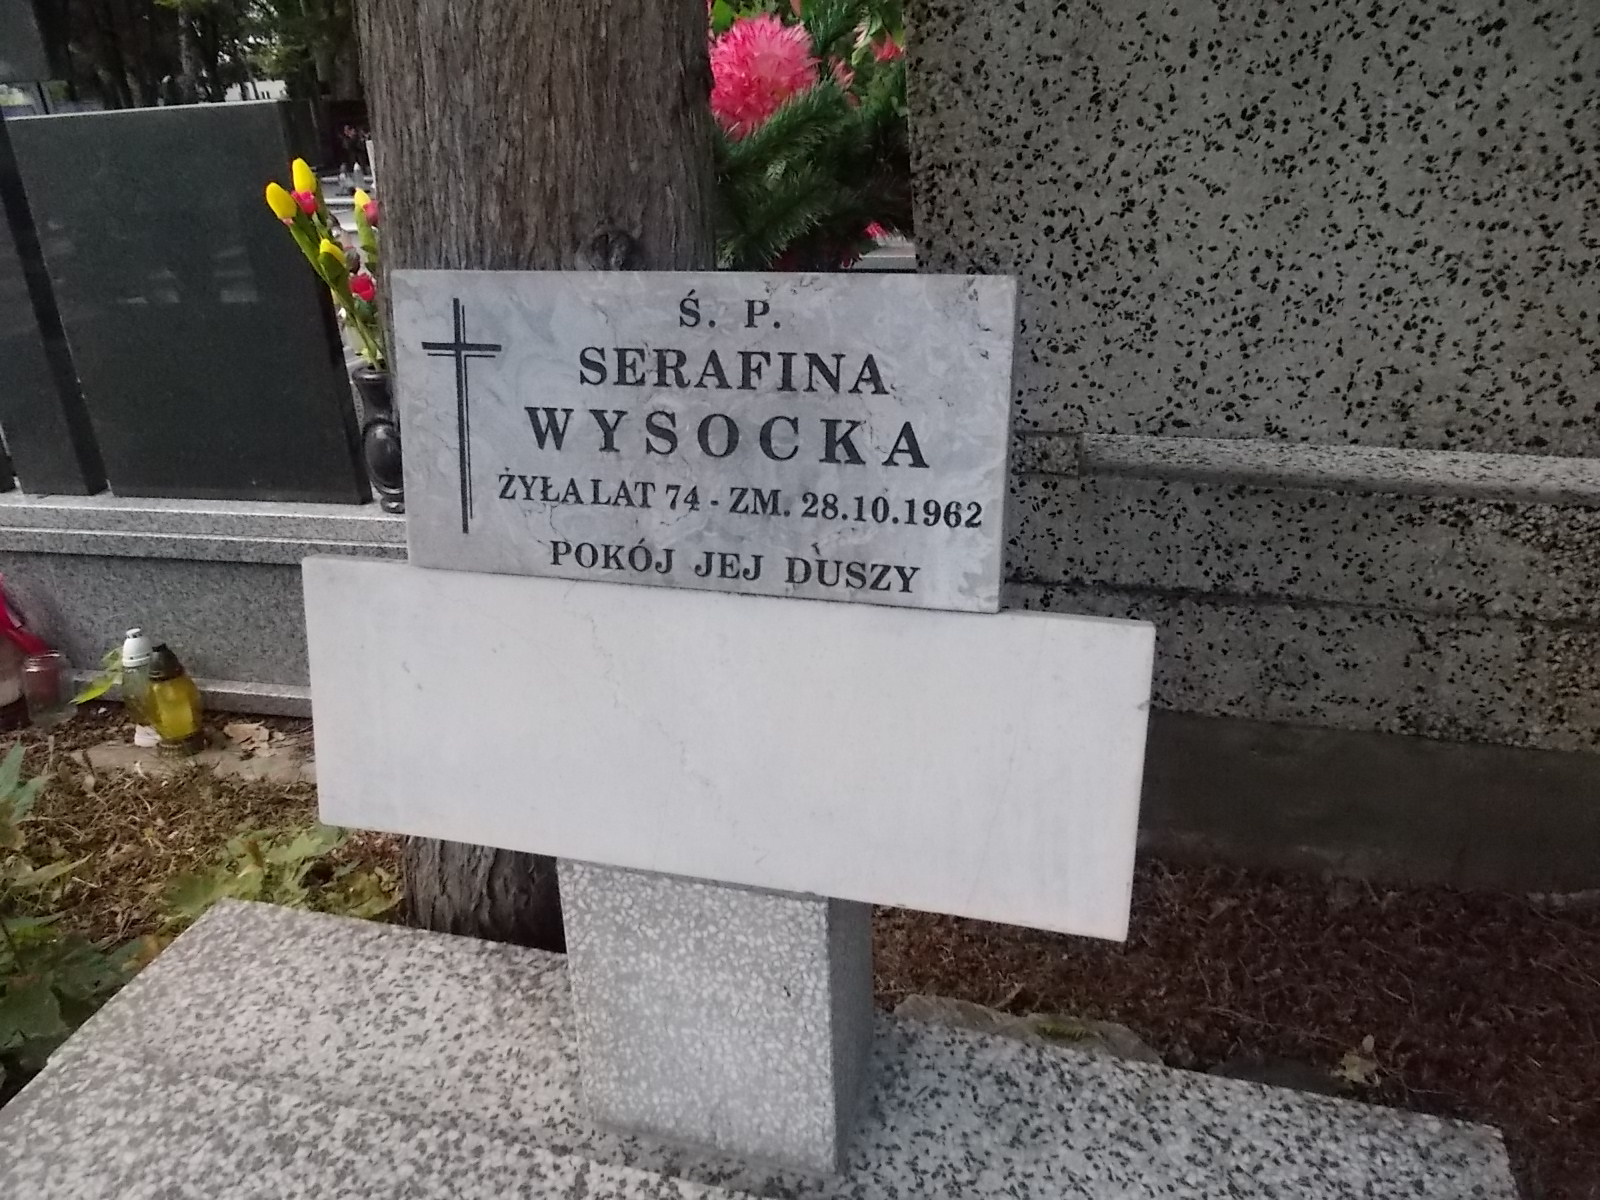 Ś. P.
SERAFINA
WYSOCKA
ŻYŁA LAT 74 - ZM. 28.10.1962
POKÓJ JEJ DUSZY